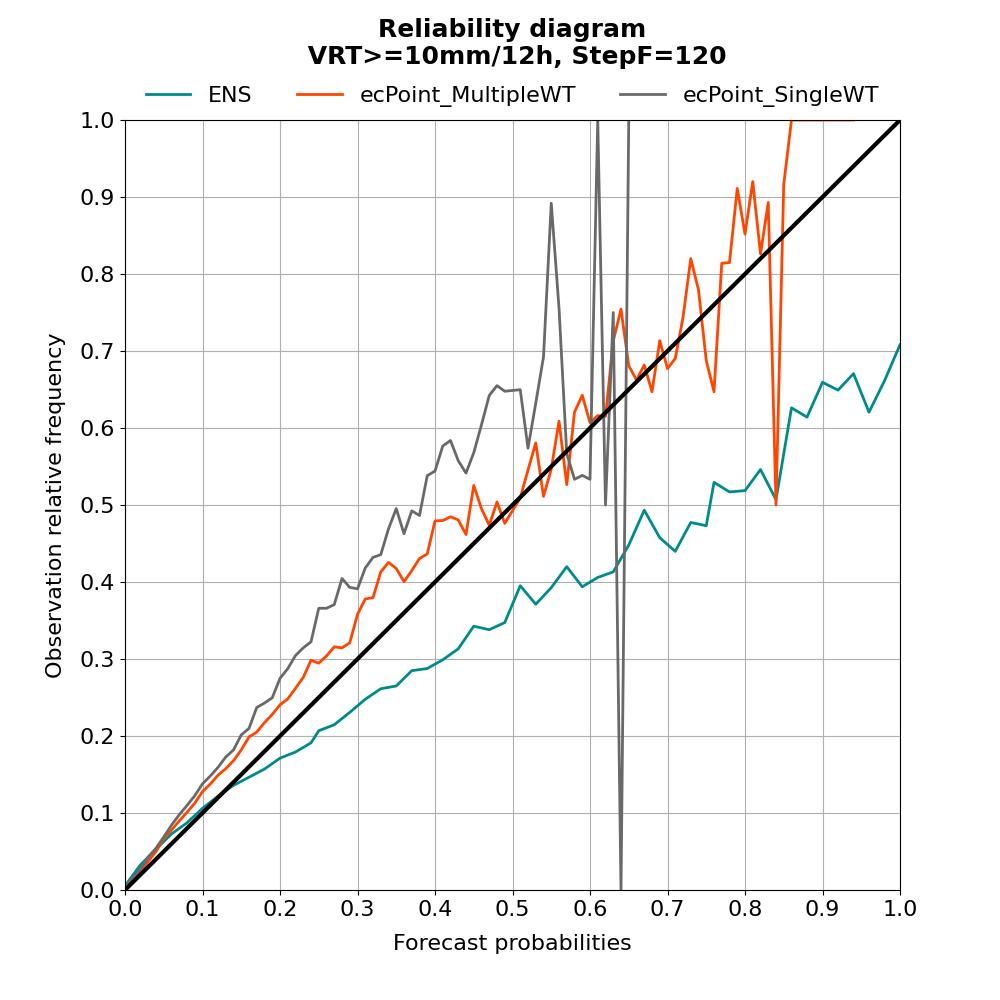 Reliability diagram
VRT>=10mm/12h, StepF=120
ENS ecPoint_MultipleWT ecPoint_SingleWT
1.0
0.9
0.8
0.7
0.6
0.5
0.4
0.3
0.2
0.1
0.0
Observation relative frequency
0.0 0.1 0.2 0.3 0.4 0.5 0.6 0.7 0.8 0.9 1.0
Forecast probabilities